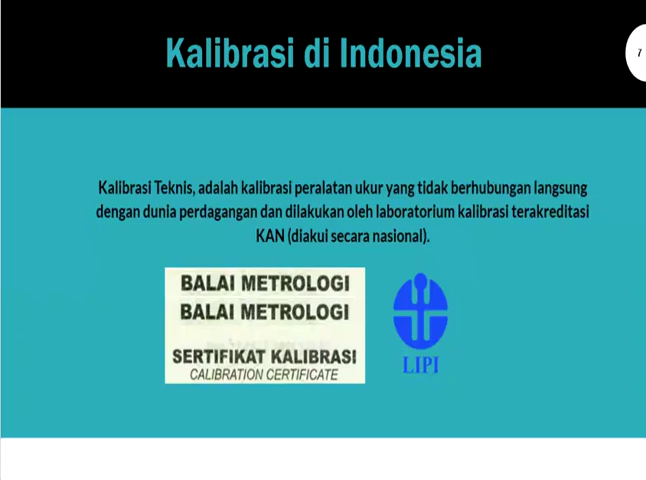 Kalibrasi di Indonesia
7
Kalibrasi Teknis, adalah kalibrasi peralatan ukur yang tidak berhubungan langsung
dengan dunia perdagangan dan dilakukan oleh laboratorium kalibrasi terakreditasi
KAN (diakui secara nasional).
BALAI METROLOGI
BALAI METROLOGI
SERTIFIKAT KALIBRASI
CALIBRATION CERTIFICATE
LIPI